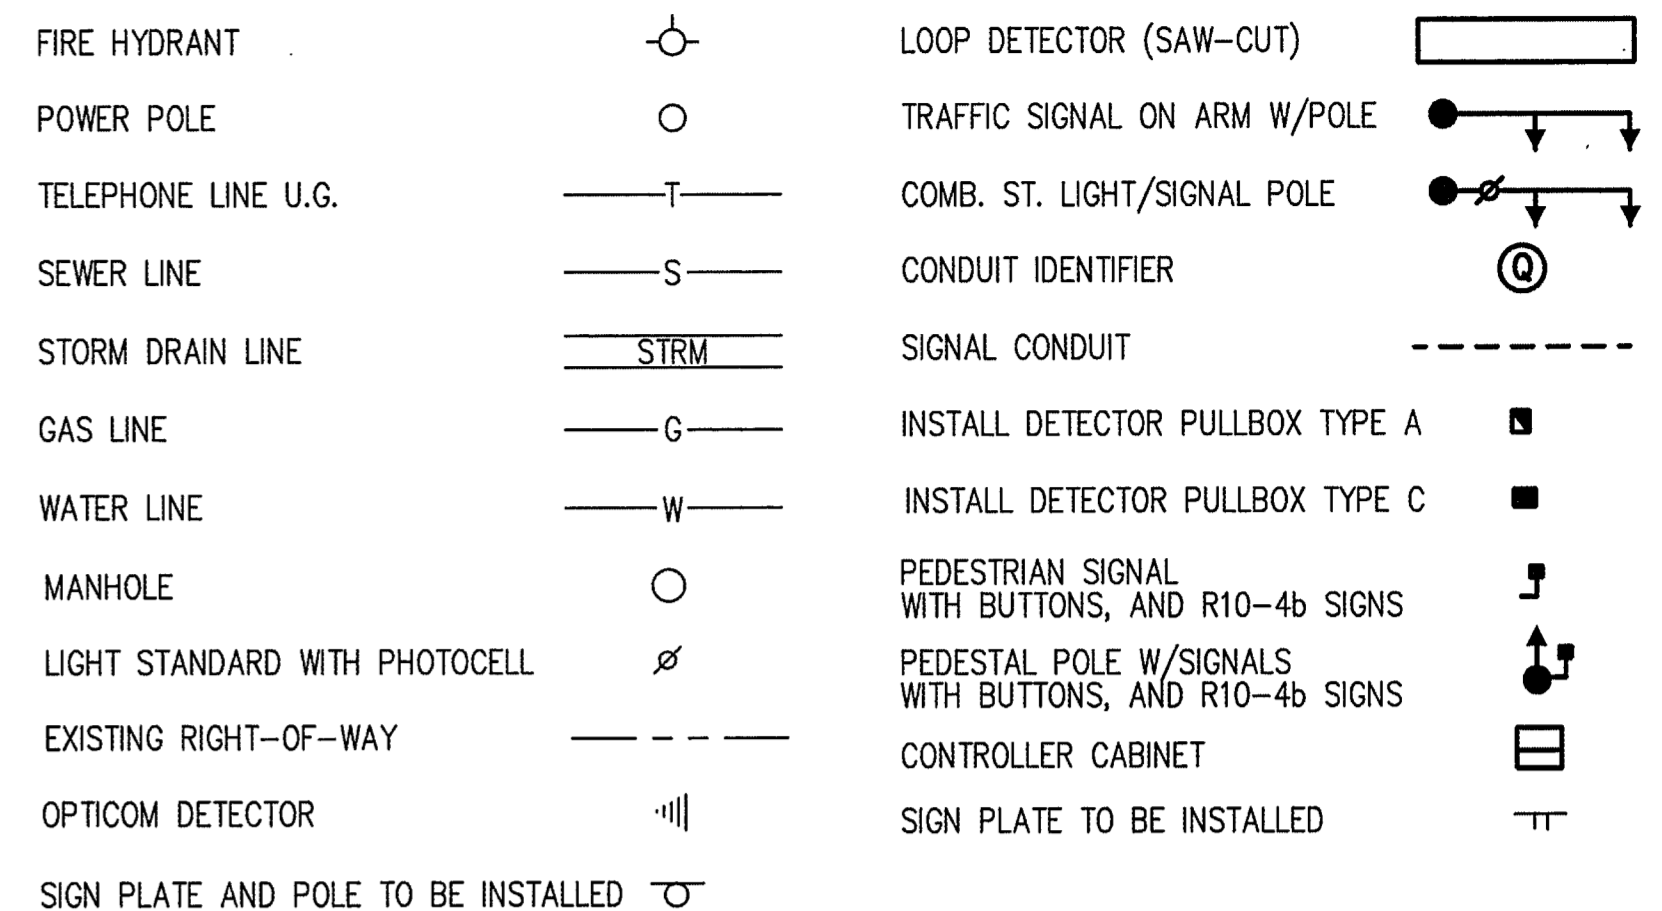 FIRE HYDRANT
POWER POLE
TELEPHONE LINE U.G. T
SEWER LINE S
STORM DRAIN LINE STRM
GAS LINE G
WATER LINE W
MANHOLE
LIGHT STANDARD WITH PHOTOCELL
EXISTING RIGHT-OF-WAY
OPTICOM DETECTOR
SIGN PLATE AND POLE TO BE INSTALLED
LOOP DETECTOR (SAW-CUT)
TRAFFIC SIGNAL ON ARM W/POLE
COMB. ST. LIGHT/SIGNAL POLE
CONDUIT IDENTIFIER Q
SIGNAL CONDUIT
INSTALL DETECTOR PULLBOX TYPE A
INSTALL DETECTOR PULLBOX TYPE C
PEDESTRIAN SIGNAL
WITH BUTTONS, AND R10-4b SIGNS
PEDESTAL POLE W/SIGNALS
WITH BUTTONS, AND R10-4b SIGNS
CONTROLLER CABINET
SIGN PLATE TO BE INSTALLED